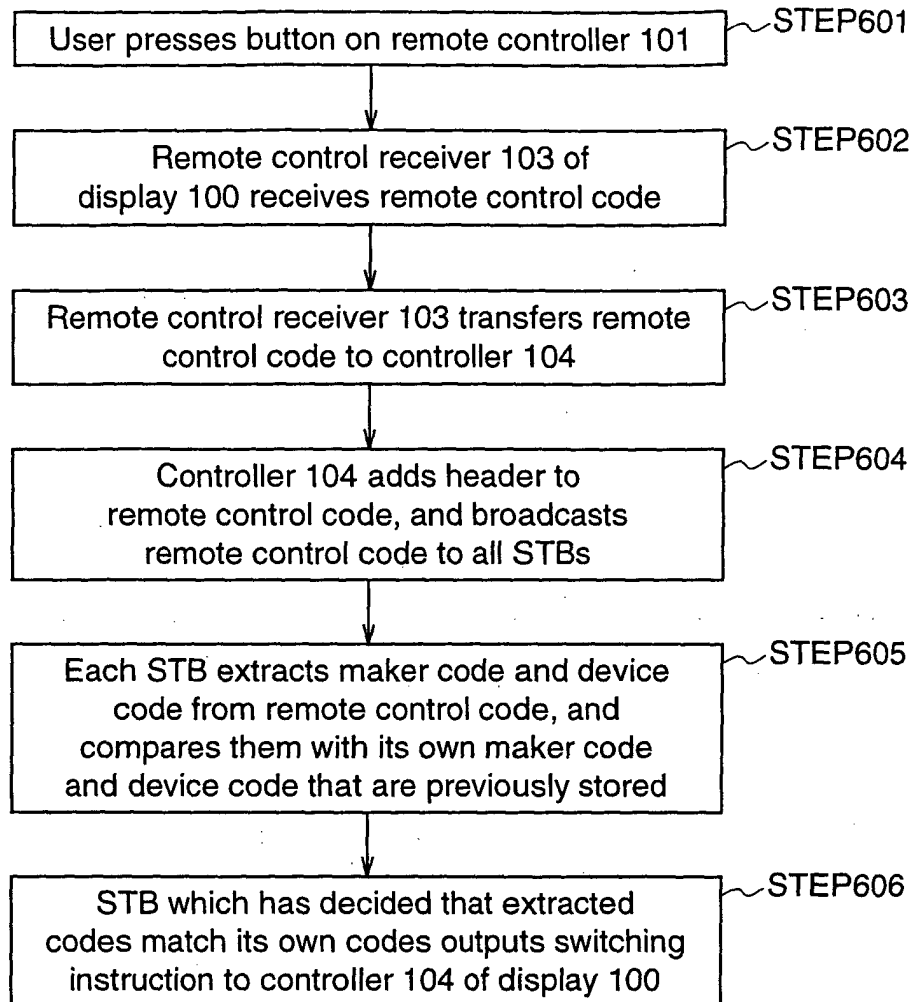 User presses button on remote controller 101
STEP601
Remote control receiver 103 of
display 100 receives remote control code
STEP602
Remote control receiver 103 transfers remote
control code to controller 104
STEP603
Controller 104 adds header to
remote control code, and broadcasts
remote control code to all STBs
STEP604
Each STB extracts maker code and device
code from remote control code, and
compares them with its own maker code
and device code that are previously stored
STEP605
STB which has decided that extracted
codes match its own codes outputs switching
instruction to controller 104 of display 100
STEP606